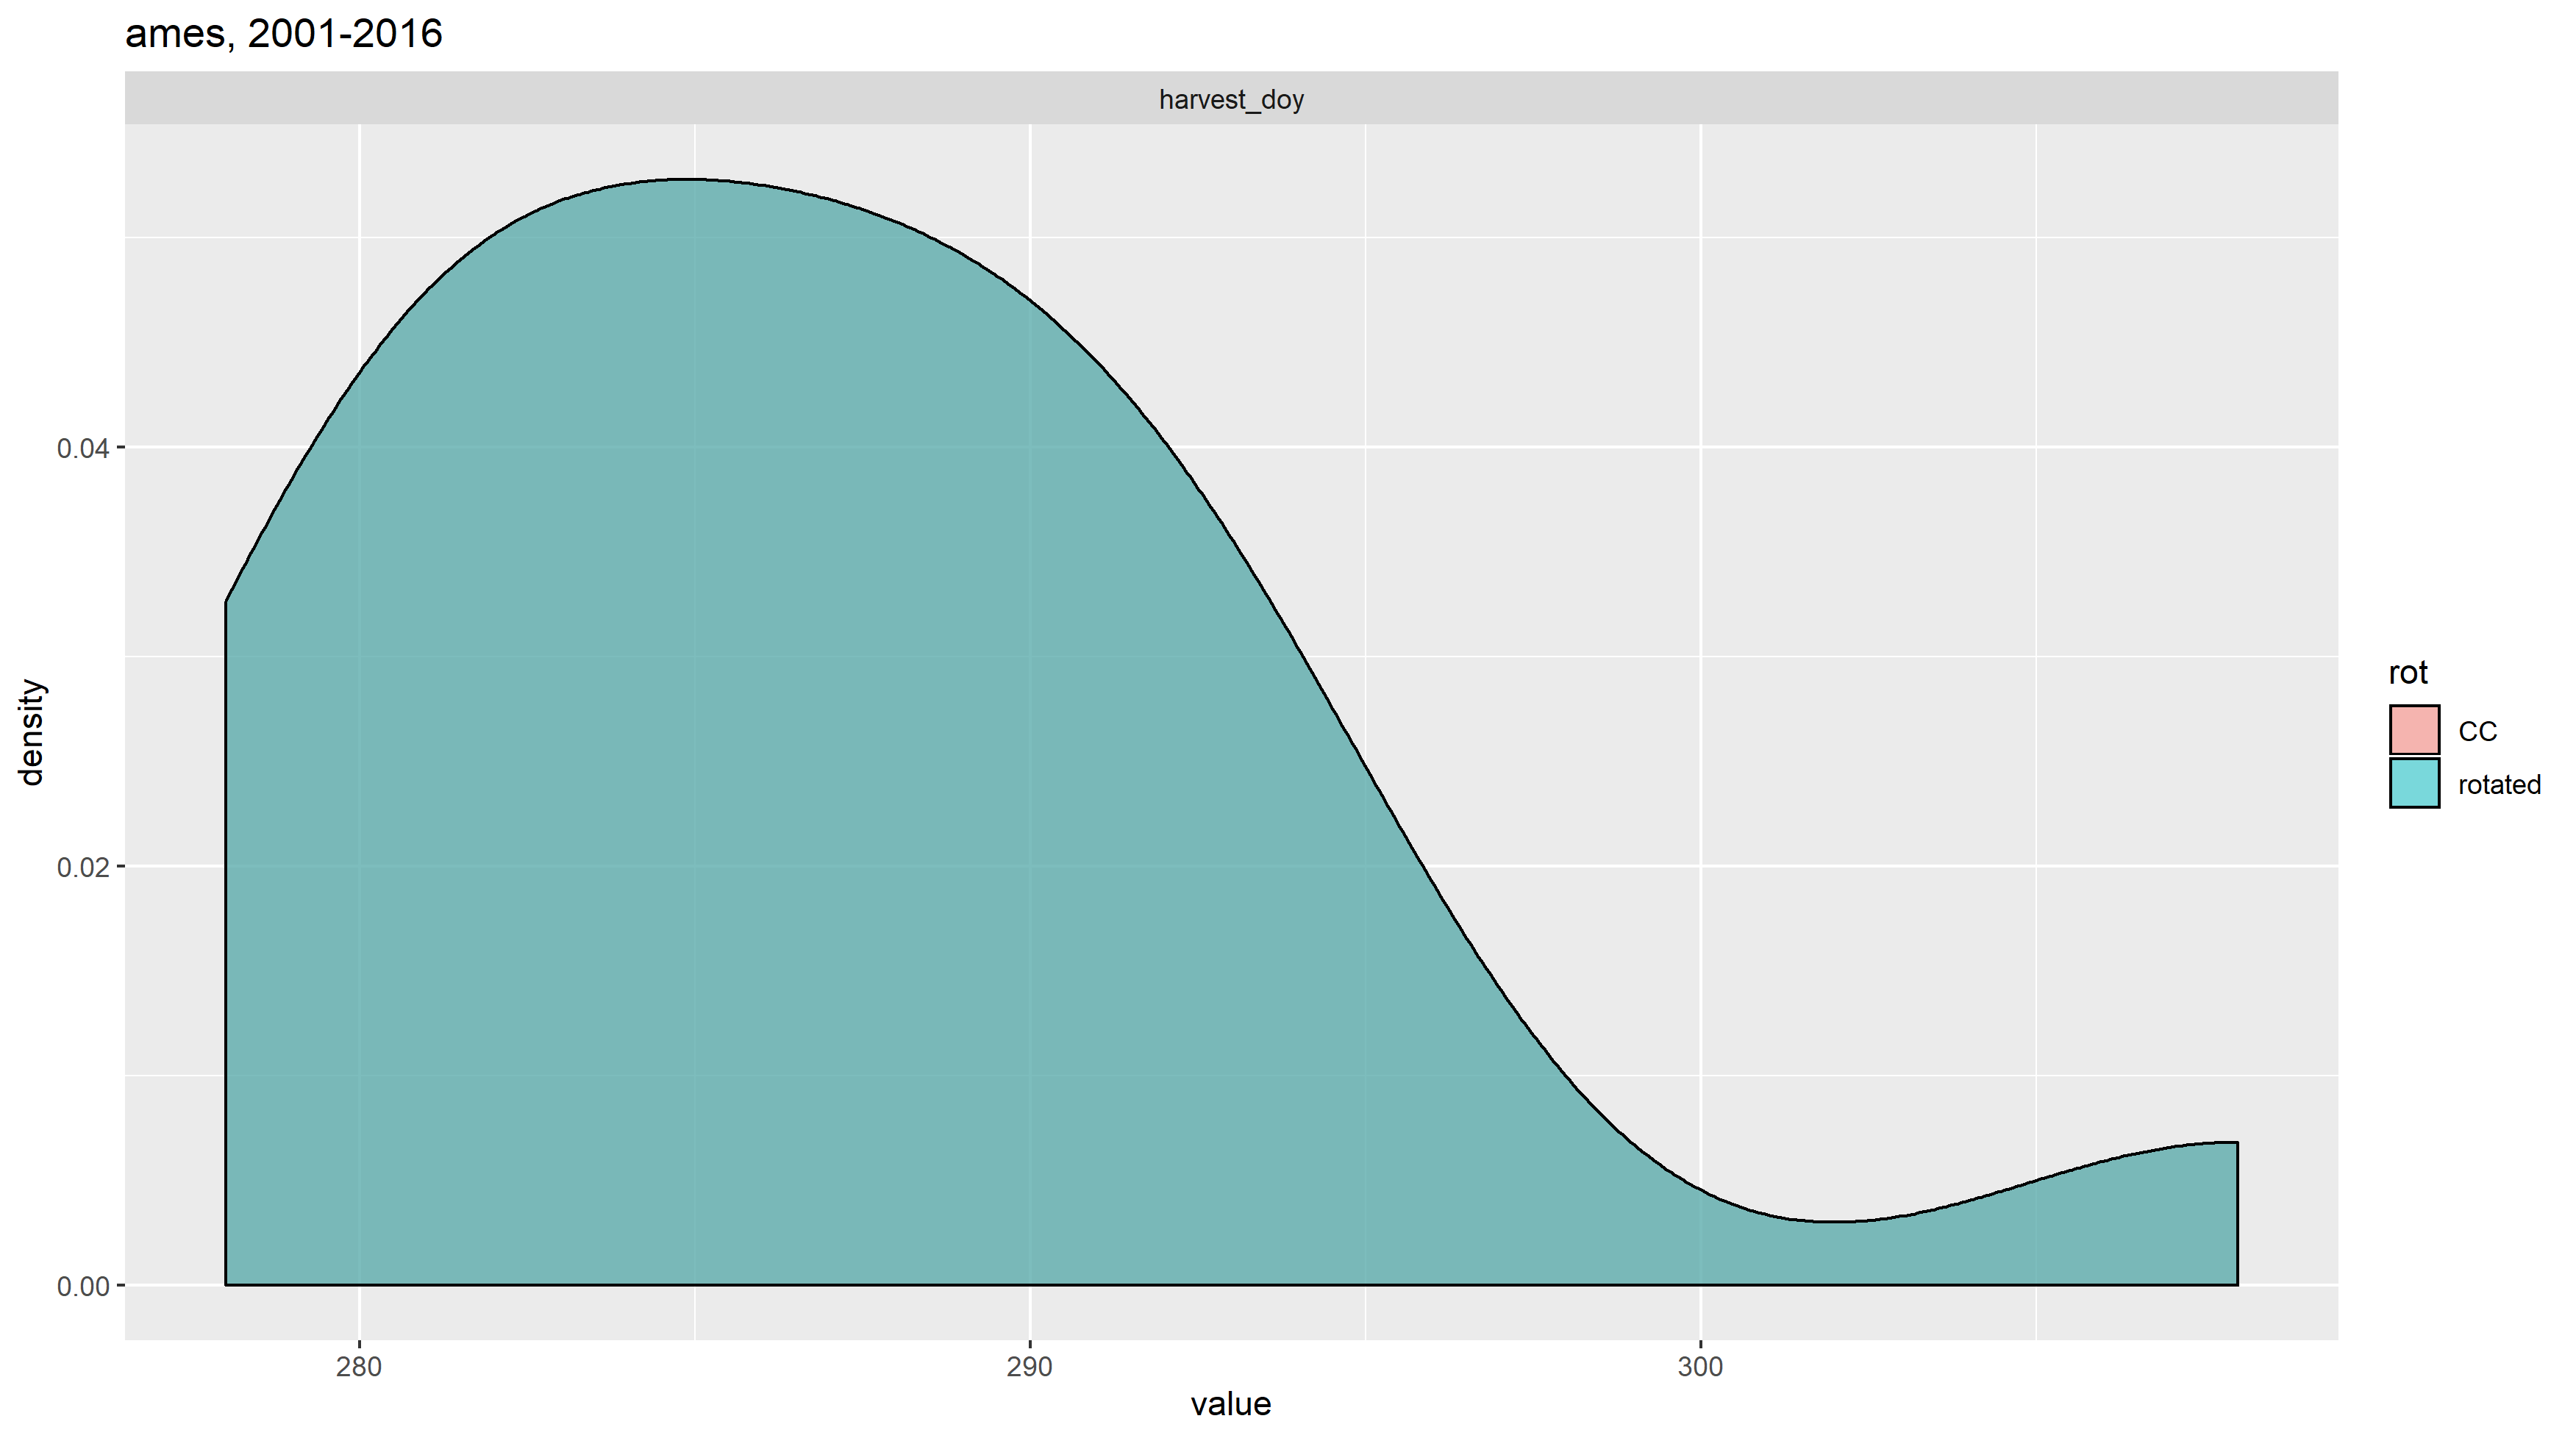 ames, 2001-2016
harvest_doy
density
0.04
0.02
0.00
280 290 300
value
rot
CC
rotated